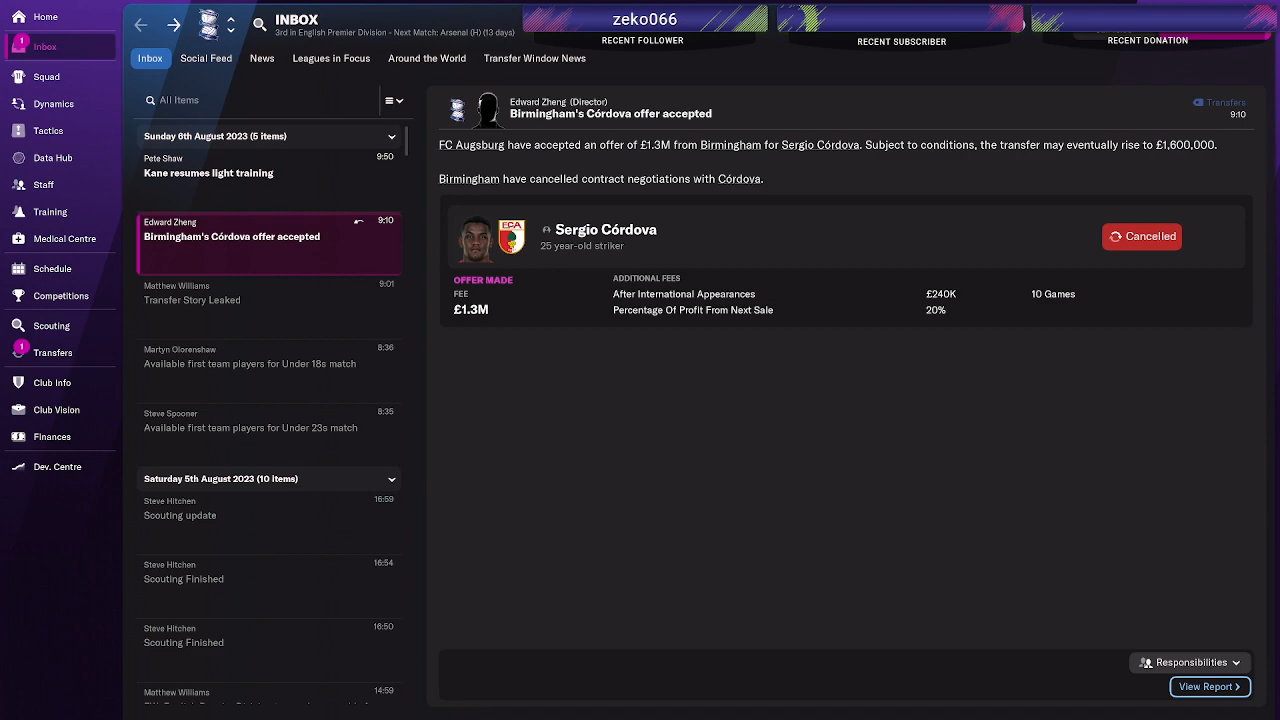 Home
1
Inbox
Squad
Dynamics
Tactics
Data Hub
Staff
Training
Medical Centre
Schedule
Competitions
Scouting
1
Transfers
Club Info
Club Vision
Finances
Dev. Centre
INBOX
3rd in English Premier Division - Next Match: Arsenal (H) (13 days)
zeko066
RECENT FOLLOWER
RECENT SUBSCRIBER
RECENT DONATION
Inbox Social Feed News Leagues in Focus Around the World Transfer Window News
All Items
Sunday 6th August 2023 (5 items)
Pete Shaw 9:50
Kane resumes light training
Edward Zheng 9:10
Birmingham's Córdova offer accepted
Matthew Williams 9:01
Transfer Story Leaked
Martyn Olorenshaw 8:36
Available first team players for Under 18s match
Steve Spooner 8:35
Available first team players for Under 23s match
Saturday 5th August 2023 (10 items)
Steve Hitchen 16:59
Scouting update
Steve Hitchen 16:54
Scouting Finished
Steve Hitchen 16:50
Scouting Finished
Matthew Williams 14:59
Edward Zheng (Director)
Birmingham's Córdova offer accepted
Transfers
9:10
FC Augsburg have accepted an offer of £1.3M from Birmingham for Sergio Córdova. Subject to conditions, the transfer may eventually rise to £1,600,000.
Birmingham have cancelled contract negotiations with Córdova.
FCA
Sergio Córdova
25 year-old striker
Cancelled
OFFER MADE
FEE
£1.3M
ADDITIONAL FEES
After International Appearances £240K 10 Games
Percentage Of Profit From Next Sale 20%
Responsibilities
View Report